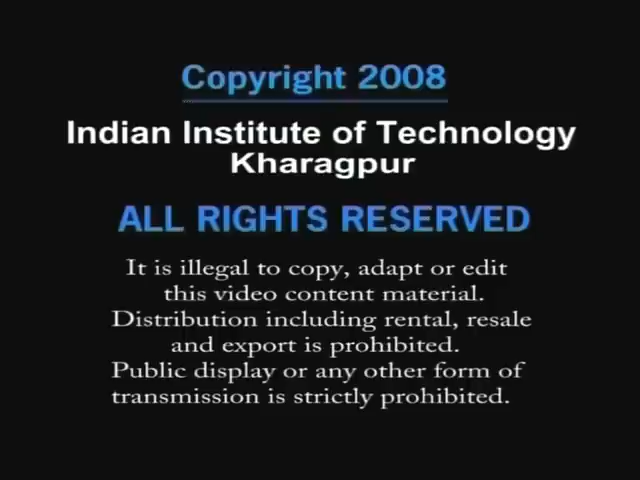 Copyright 2008
Indian Institute of Technology
Kharagpur
ALL RIGHTS RESERVED
It is illegal to copy, adapt or edit
this video content material.
Distribution including rental, resale
and export is prohibited.
Public display or any other form of
transmission is strictly prohibited.